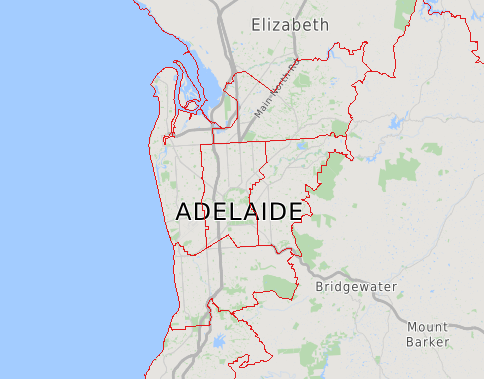 Elizabeth
Main North Rd
ADELAIDE
Bridgewater
Mount
Barker